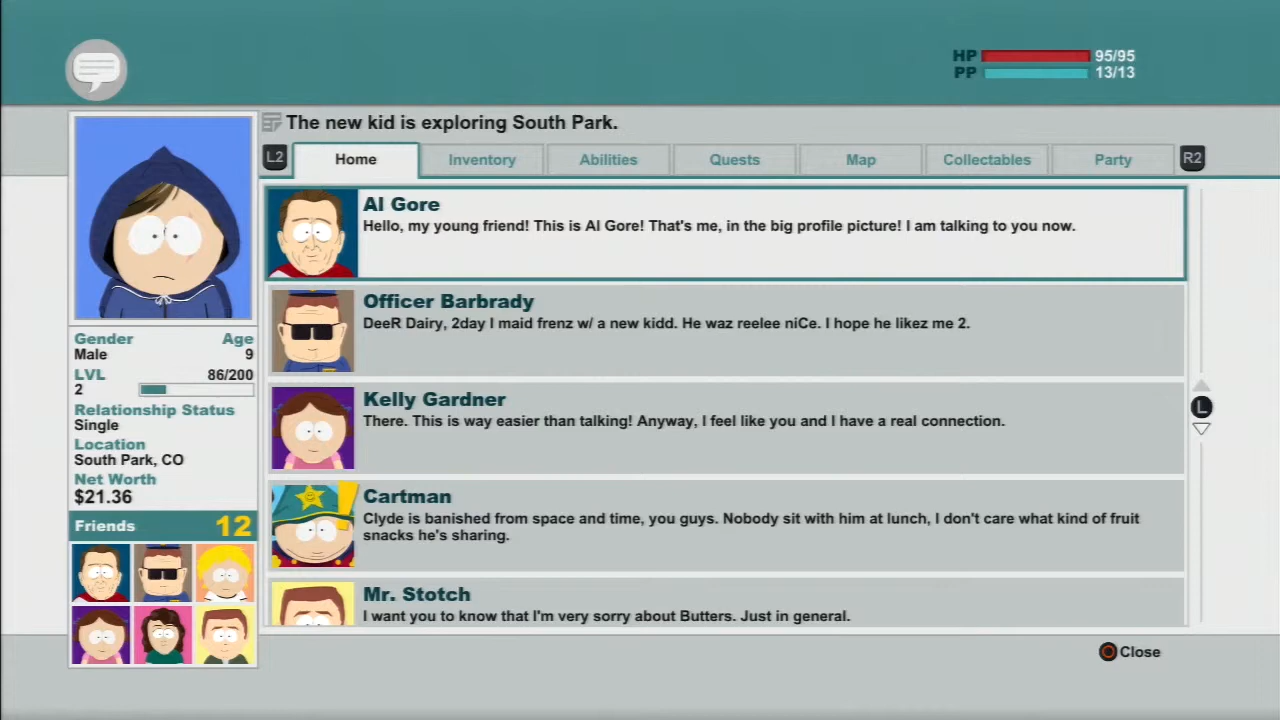 HP 95/95
PP 13/13
The new kid is exploring South Park.
L2 Home Inventory Abilities Quests Map Collectables Party R2
Al Gore
Hello, my young friend! This is Al Gore! That's me, in the big profile picture! I am talking to you now.
Officer Barbrady
DeeR Dairy, 2day I maid frenz w/ a new kidd. He waz reelee niCe. I hope he likez me 2.
Kelly Gardner
There. This is way easier than talking! Anyway, I feel like you and I have a real connection.
Cartman
Clyde is banished from space and time, you guys. Nobody sit with him at lunch, I don't care what kind of fruit
snacks he's sharing.
Mr. Stotch
I want you to know that I'm very sorry about Butters. Just in general.
Gender Age
Male 9
LVL 86/200
2
Relationship Status
Single
Location
South Park, CO
Net Worth
$21.36
Friends 12
L
Close